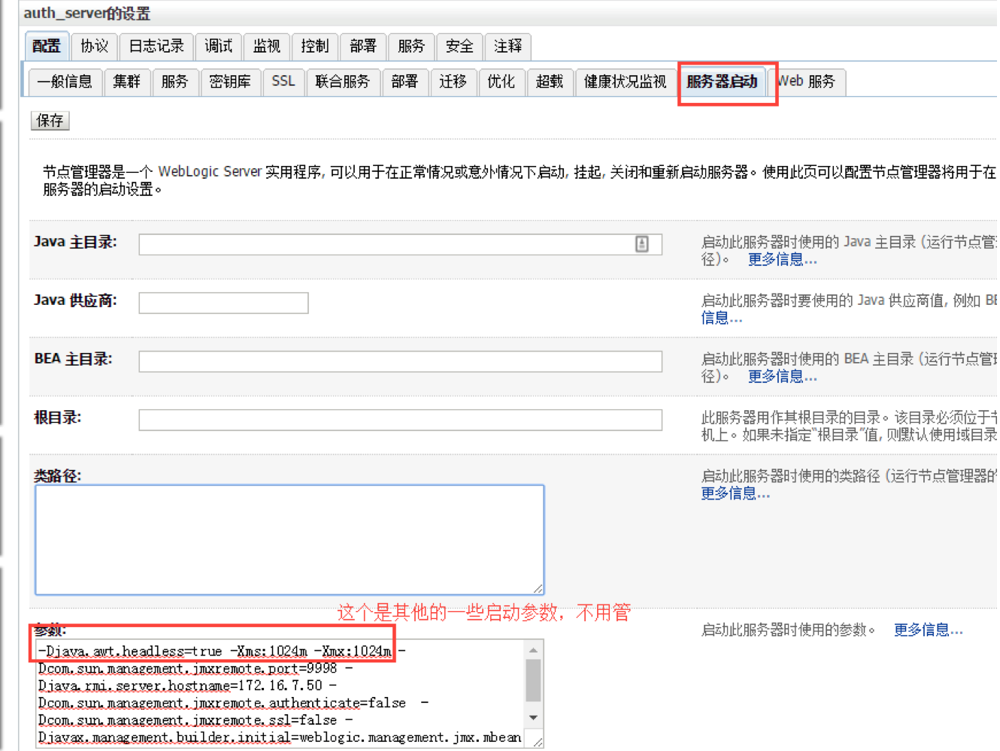 auth_server的设置
配置 协议 日志记录 调试 监视 控制 部署 服务 安全 注释
一般信息 集群 服务 密钥库 SSL 联合服务 部署 迁移 优化 超载 健康状况监视 服务器启动 Web 服务
保存
节点管理器是一个 WebLogic Server 实用程序, 可以用于在正常情况或意外情况下启动, 挂起, 关闭和重新启动服务器。使用此页可以配置节点管理器将用于在
服务器的启动设置。
Java 主目录:
启动此服务器时使用的 Java 主目录 (运行节点管
径)。 更多信息...
Java 供应商:
启动此服务器时要使用的 Java 供应商值, 例如 BE
信息...
BEA 主目录:
启动此服务器时使用的 BEA 主目录 (运行节点管
径)。 更多信息...
根目录:
此服务器用作其根目录的目录。该目录必须位于
机上。如果未指定"根目录"值, 则默认使用域目录
类路径:
启动此服务器时使用的类路径 (运行节点管理器的
更多信息...
这个是其他的一些启动参数，不用管
参数:
启动此服务器时使用的参数。 更多信息...
-Djava.awt.headless=true -Xms:1024m -Xmx:1024m -
Dcom.sun.management.jmxremote.port=9998 -
Djava.rmi.server.hostname=172.16.7.50 -
Dcom.sun.management.jmxremote.authenticate=false -
Dcom.sun.management.jmxremote.ssl=false -
Djavax.management.builder.initial=weblogic.management.jmx.mbean